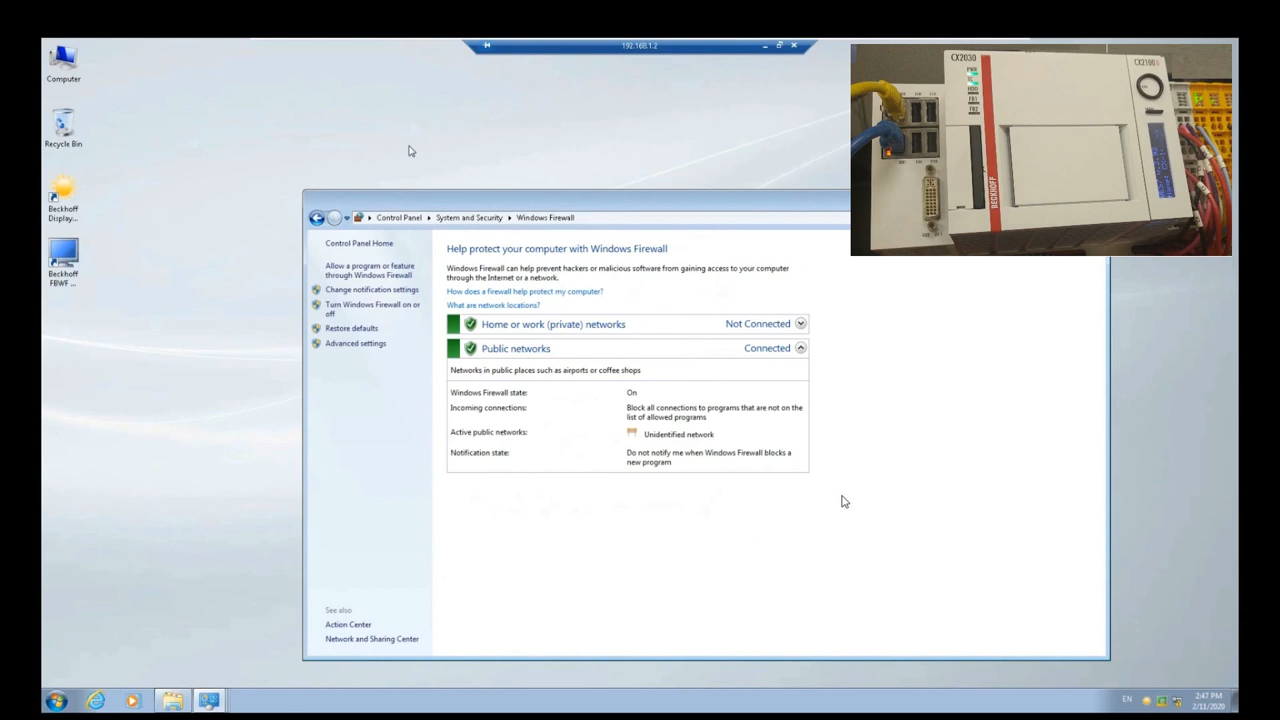 192.168.1.2
Computer
Recycle Bin
Beckhoff
Display...
Beckhoff
FBWF ...
CX2030
PWR
TC
HDD
FB1
FB2
BECKHOFF
CX2100
Control Panel
System and Security
Windows Firewall
Control Panel Home
Allow a program or feature
through Windows Firewall
Change notification settings
Turn Windows Firewall on or
off
Restore defaults
Advanced settings
Help protect your computer with Windows Firewall
Windows Firewall can help prevent hackers or malicious software from gaining access to your computer
through the Internet or a network.
How does a firewall help protect my computer?
What are network locations?
Home or work (private) networks
Not Connected
Public networks
Connected
Networks in public places such as airports or coffee shops
Windows Firewall state:
On
Incoming connections:
Block all connections to programs that are not on the
list of allowed programs
Active public networks:
Unidentified network
Notification state:
Do not notify me when Windows Firewall blocks a
new program
See also
Action Center
Network and Sharing Center
EN
2:47 PM
2/11/2020